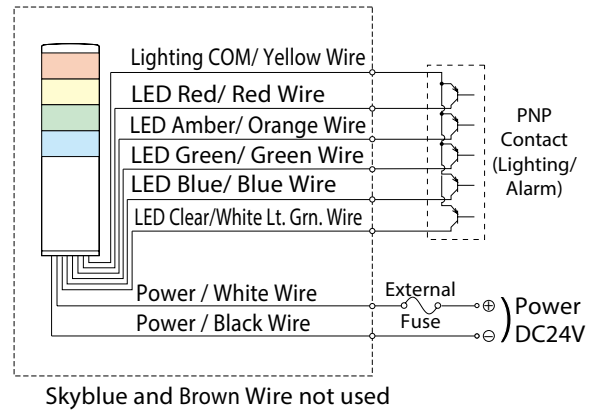 Lighting COM/ Yellow Wire
LED Red/ Red Wire
LED Amber/ Orange Wire
LED Green/ Green Wire
LED Blue/ Blue Wire
LED Clear/White Lt. Grn. Wire
PNP
Contact
(Lighting/
Alarm)
Power / White Wire
Power / Black Wire
External
Fuse
⊕
⊖
Power
DC24V
Skyblue and Brown Wire not used